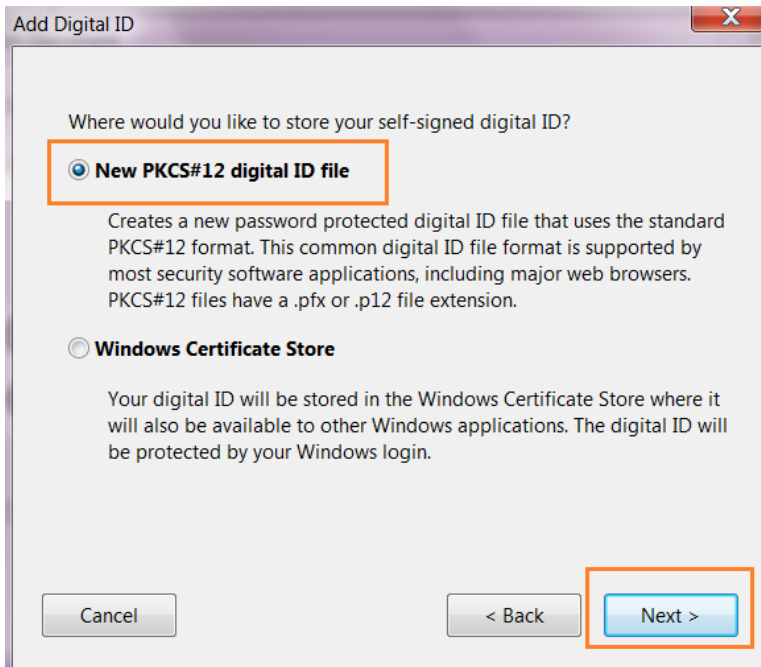 Add Digital ID
X
Where would you like to store your self-signed digital ID?
New PKCS#12 digital ID file
Creates a new password protected digital ID file that uses the standard
PKCS#12 format. This common digital ID file format is supported by
most security software applications, including major web browsers.
PKCS#12 files have a .pfx or .p12 file extension.
Windows Certificate Store
Your digital ID will be stored in the Windows Certificate Store where it
will also be available to other Windows applications. The digital ID will
be protected by your Windows login.
Cancel
< Back
Next >